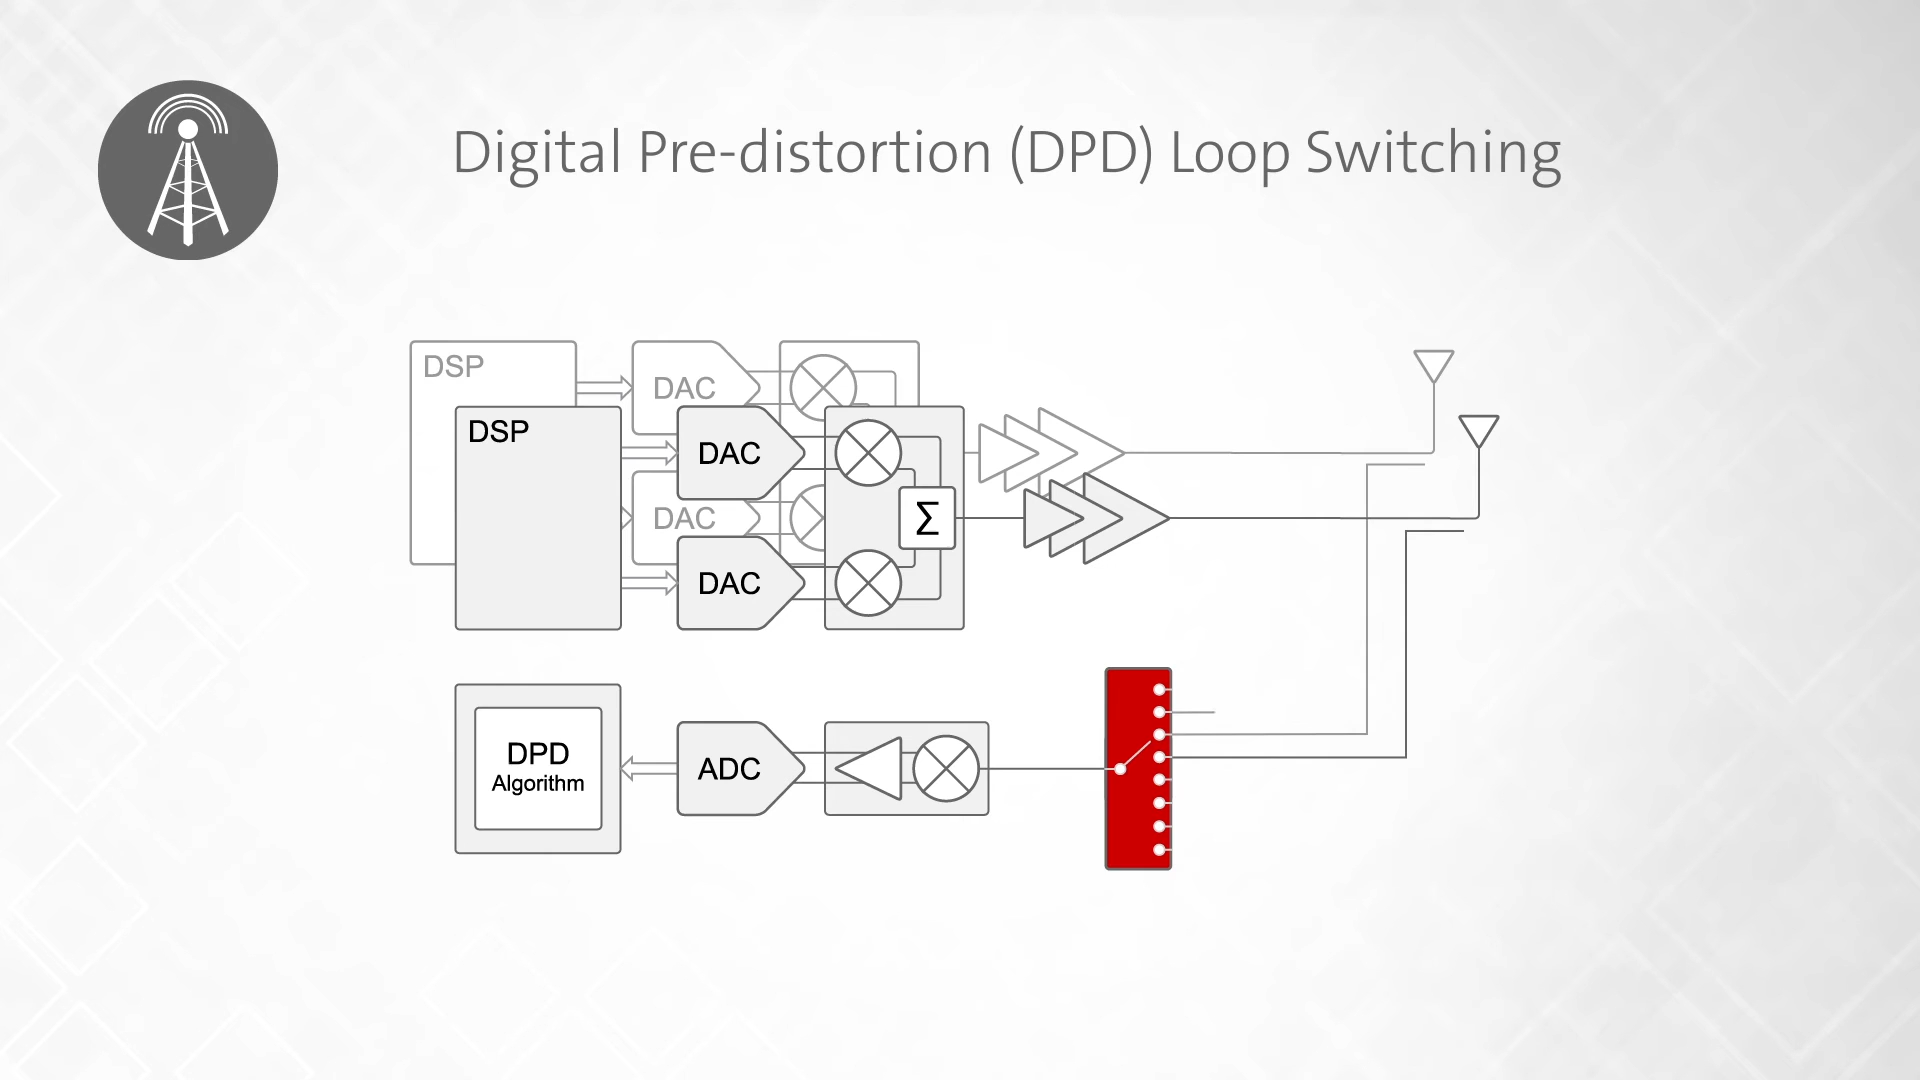 Digital Pre-distortion (DPD) Loop Switching
DSP
DAC
DSP
DAC
DAC
Σ
DAC
DPD
Algorithm
ADC